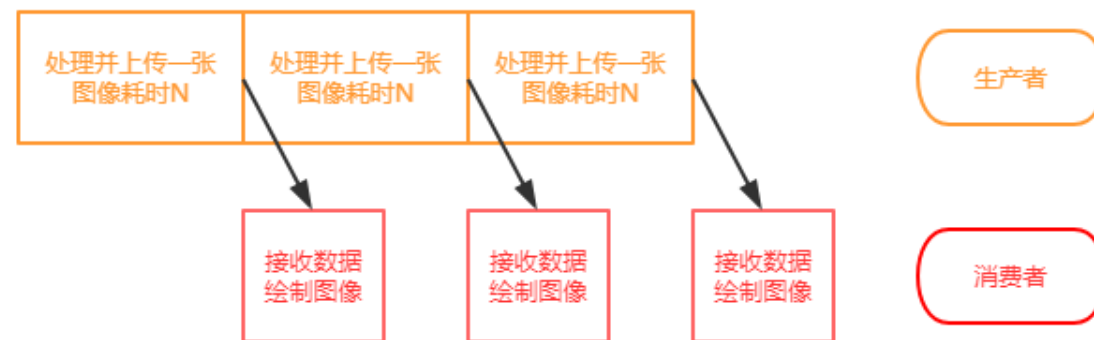 处理并上传一张
图像耗时N
处理并上传一张
图像耗时N
处理并上传一张
图像耗时N
生产者
接收数据
绘制图像
接收数据
绘制图像
接收数据
绘制图像
消费者